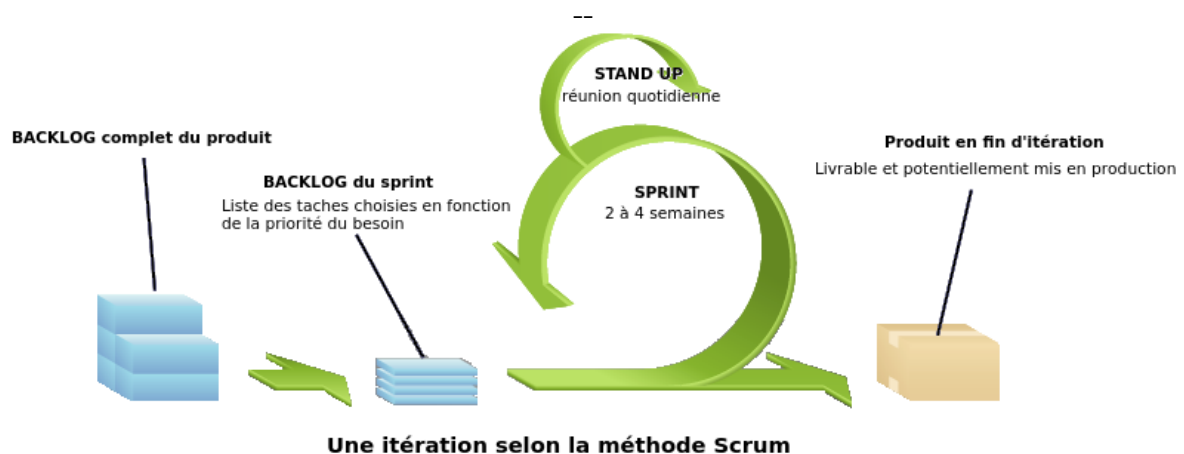 STAND UP
réunion quotidienne
BACKLOG complet du produit
Produit en fin d'itération
Livrable et potentiellement mis en production
BACKLOG du sprint
Liste des taches choisies en fonction
de la priorité du besoin
SPRINT
2 à 4 semaines
Une itération selon la méthode Scrum